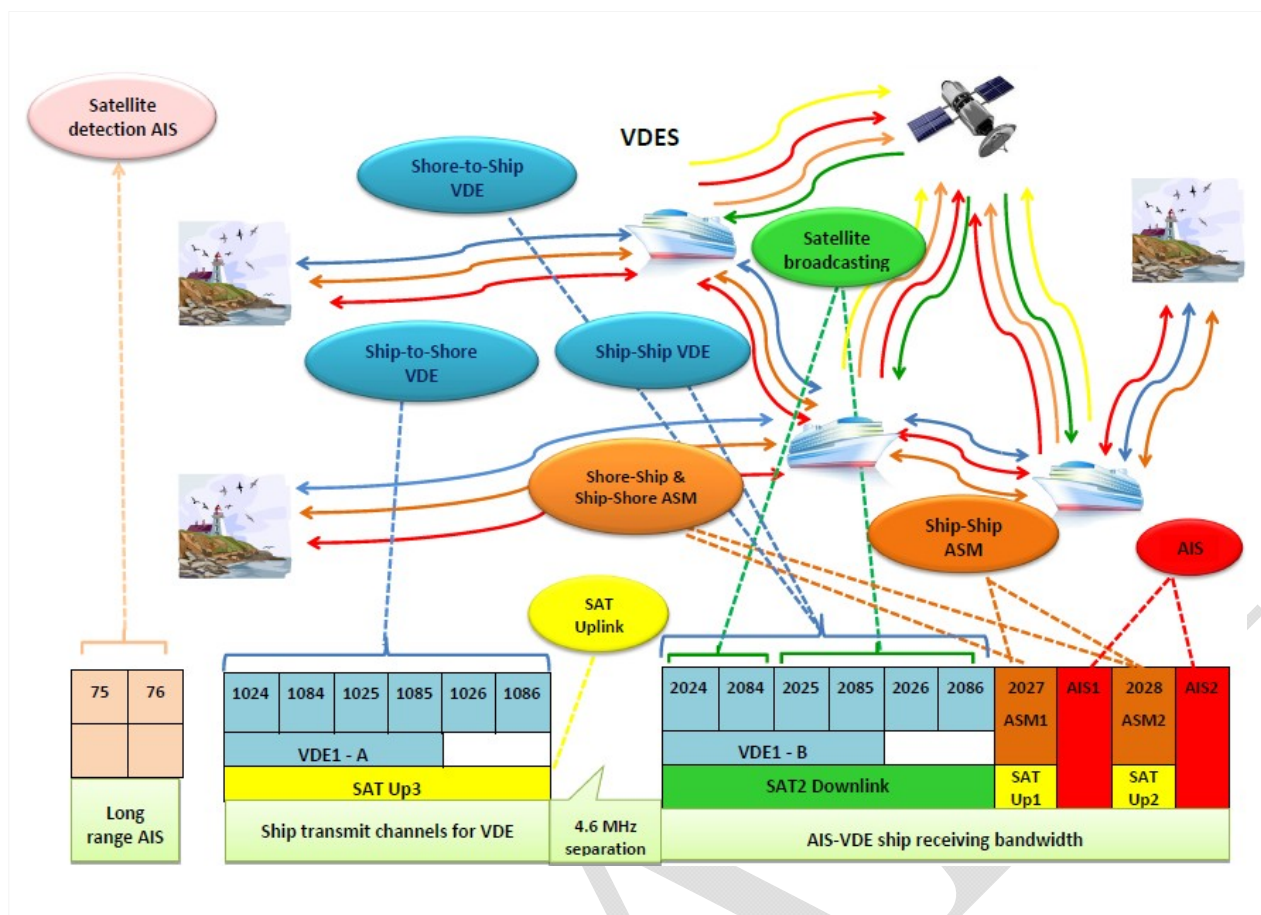 Satellite
detection AIS
VDES
Shore-to-Ship
VDE
Satellite
broadcasting
Ship-to-Shore
VDE
Ship-Ship VDE
Shore-Ship &
Ship-Shore ASM
Ship-Ship
ASM
AIS
SAT
Uplink
75 76
1024 1084 1025 1085 1026 1086
2024 2084 2025 2085 2026 2086 2027 AIS1 2028 AIS2
ASM1 ASM2
VDE1 - A
VDE1 - B
SAT Up3
SAT2 Downlink
SAT
Up1
SAT
Up2
Long
range AIS
Ship transmit channels for VDE
4.6 MHz
separation
AIS-VDE ship receiving bandwidth